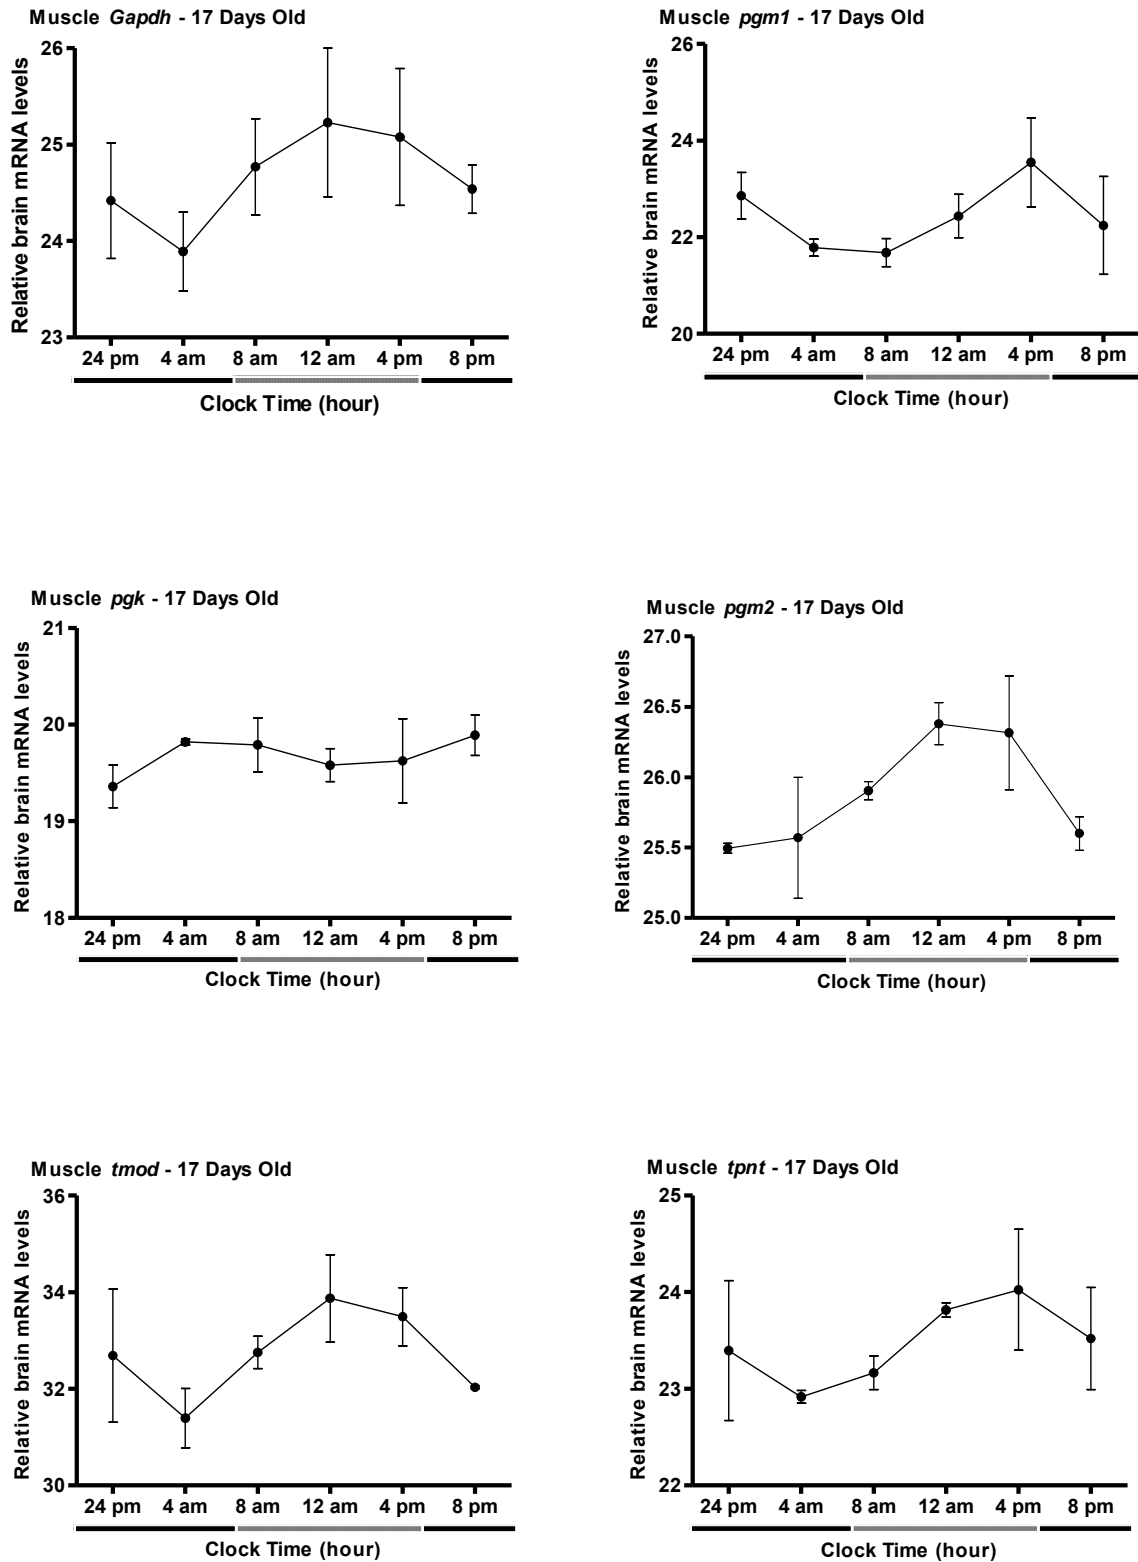 Muscle Gapdh - 17 Days Old
Relative brain mRNA levels
26
25
24
23
24 pm 4 am 8 am 12 am 4 pm 8 pm
Clock Time (hour)
Muscle pgm1 - 17 Days Old
Relative brain mRNA levels
26
24
22
20
24 pm 4 am 8 am 12 am 4 pm 8 pm
Clock Time (hour)
Muscle pgk - 17 Days Old
Relative brain mRNA levels
21
20
19
18
24 pm 4 am 8 am 12 am 4 pm 8 pm
Clock Time (hour)
Muscle pgm2 - 17 Days Old
Relative brain mRNA levels
27.0
26.5
26.0
25.5
25.0
24 pm 4 am 8 am 12 am 4 pm 8 pm
Clock Time (hour)
Muscle tmod - 17 Days Old
Relative brain mRNA levels
36
34
32
30
24 pm 4 am 8 am 12 am 4 pm 8 pm
Clock Time (hour)
Muscle tpnt - 17 Days Old
Relative brain mRNA levels
25
24
23
22
24 pm 4 am 8 am 12 am 4 pm 8 pm
Clock Time (hour)